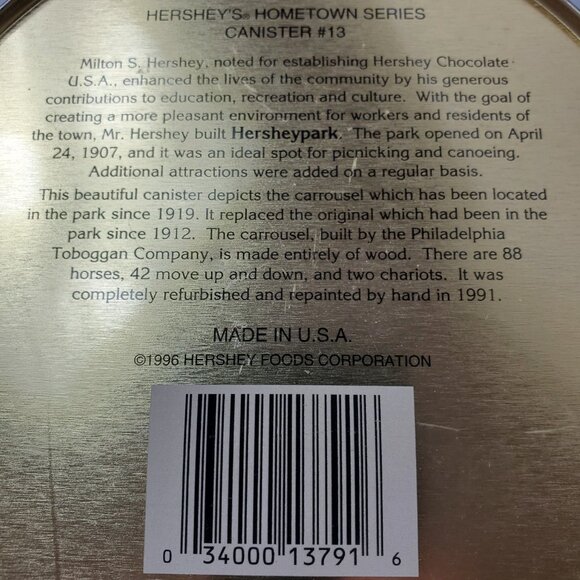 HERSHEY'S® HOMETOWN SERIES
CANISTER #13
Milton S. Hershey, noted for establishing Hershey Chocolate
U.S.A., enhanced the lives of the community by his generous
contributions to education, recreation and culture. With the goal of
creating a more pleasant environment for workers and residents of
the town, Mr. Hershey built Hersheypark. The park opened on April
24, 1907, and it was an ideal spot for picnicking and canoeing.
Additional attractions were added on a regular basis.
This beautiful canister depicts the carrousel which has been located
in the park since 1919. It replaced the original which had been in the
park since 1912. The carrousel, built by the Philadelphia
Toboggan Company, is made entirely of wood. There are 88
horses, 42 move up and down, and two chariots. It was
completely refurbished and repainted by hand in 1991.
MADE IN U.S.A.
©1996 HERSHEY FOODS CORPORATION
0 34000 13791 6